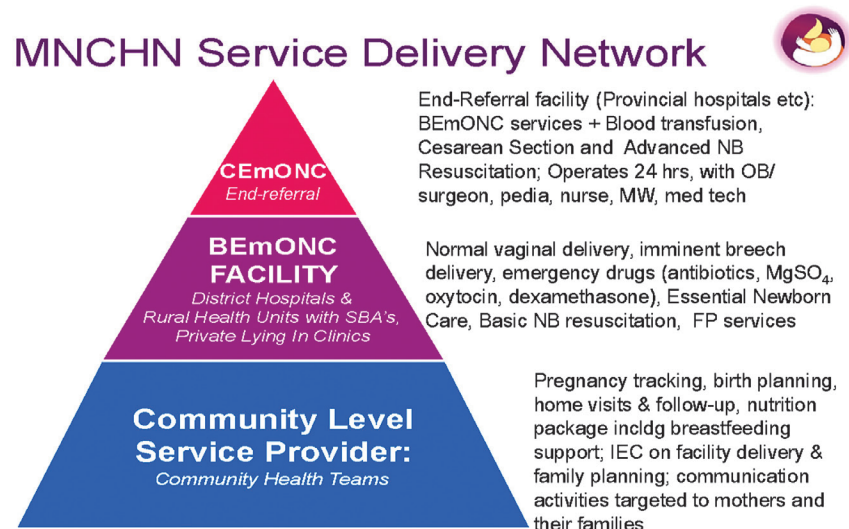 MNCHN Service Delivery Network
CEmONC
End-referral
End-Referral facility (Provincial hospitals etc):
BEmONC services + Blood transfusion,
Cesarean Section and Advanced NB
Resuscitation; Operates 24 hrs, with OB/
surgeon, pedia, nurse, MW, med tech
BEmONC
FACILITY
District Hospitals &
Rural Health Units with SBA's,
Private Lying In Clinics
Normal vaginal delivery, imminent breech
delivery, emergency drugs (antibiotics, MgSO₄,
oxytocin, dexamethasone), Essential Newborn
Care, Basic NB resuscitation, FP services
Community Level
Service Provider:
Community Health Teams
Pregnancy tracking, birth planning,
home visits & follow-up, nutrition
package incldg breastfeeding
support; IEC on facility delivery &
family planning; communication
activities targeted to mothers and
their families